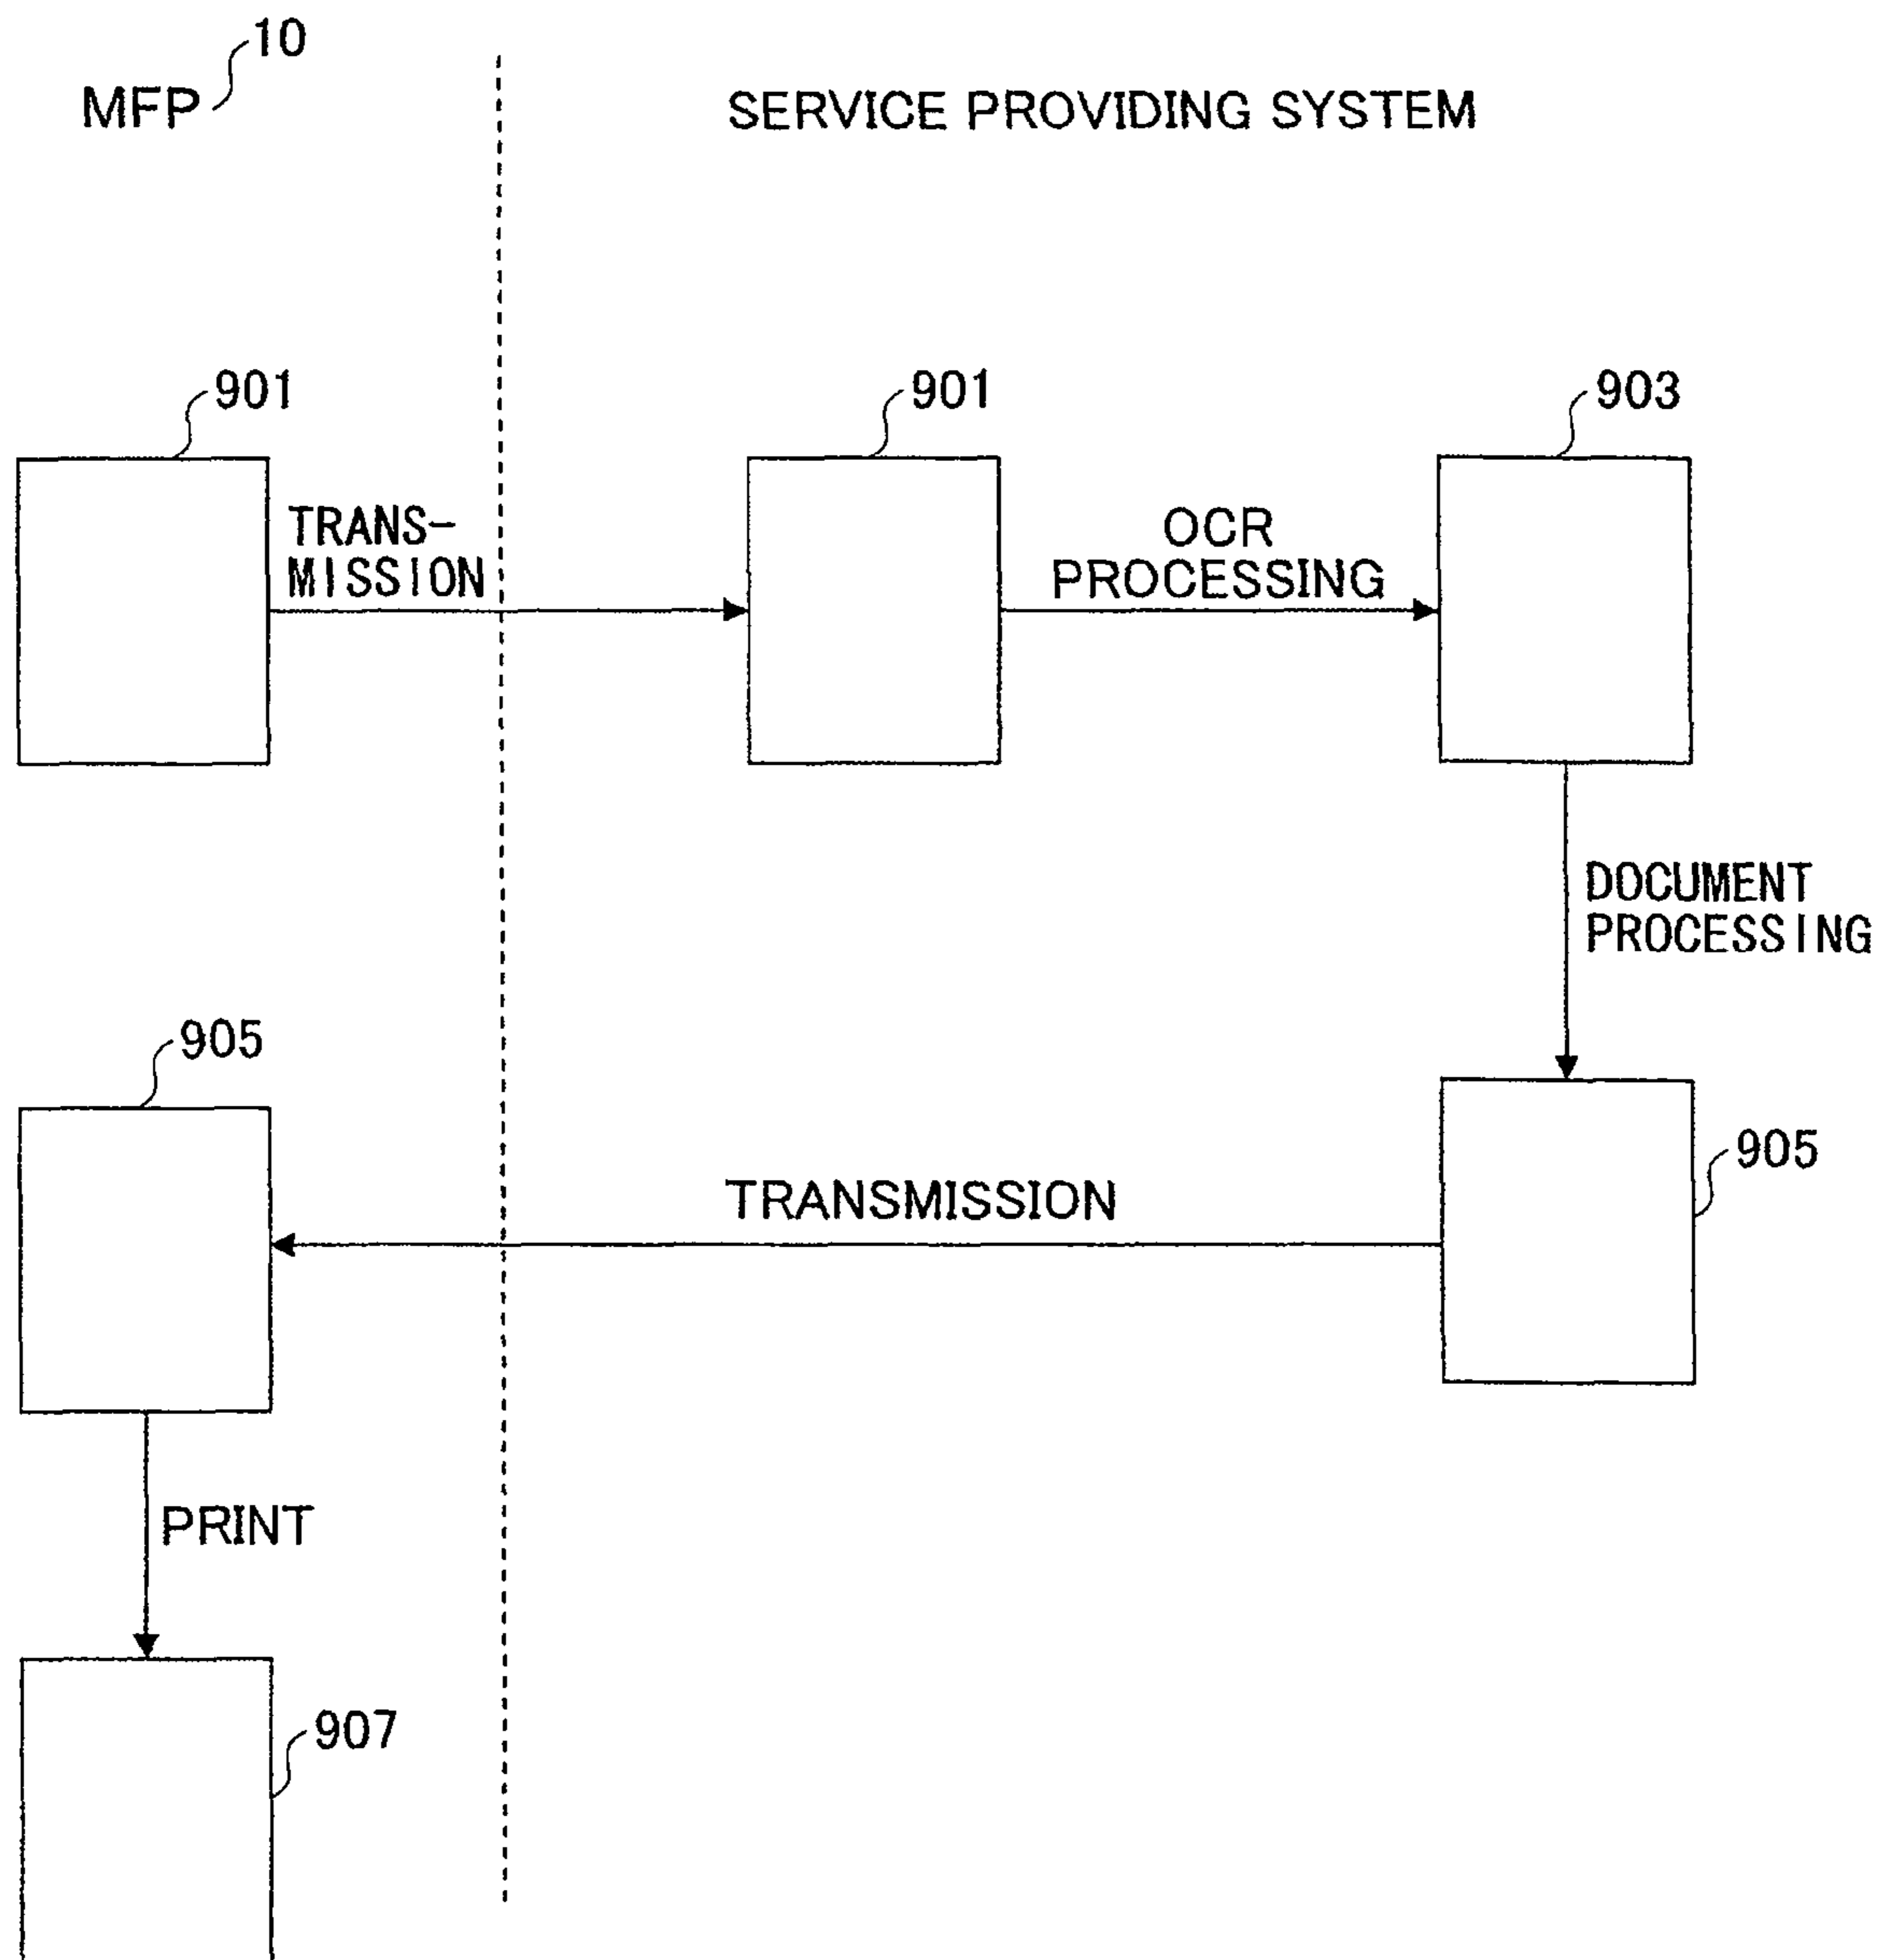 10
MFP
SERVICE PROVIDING SYSTEM
901
901
903
TRANS-
MISSION
OCR
PROCESSING
DOCUMENT
PROCESSING
905
905
TRANSMISSION
PRINT
907